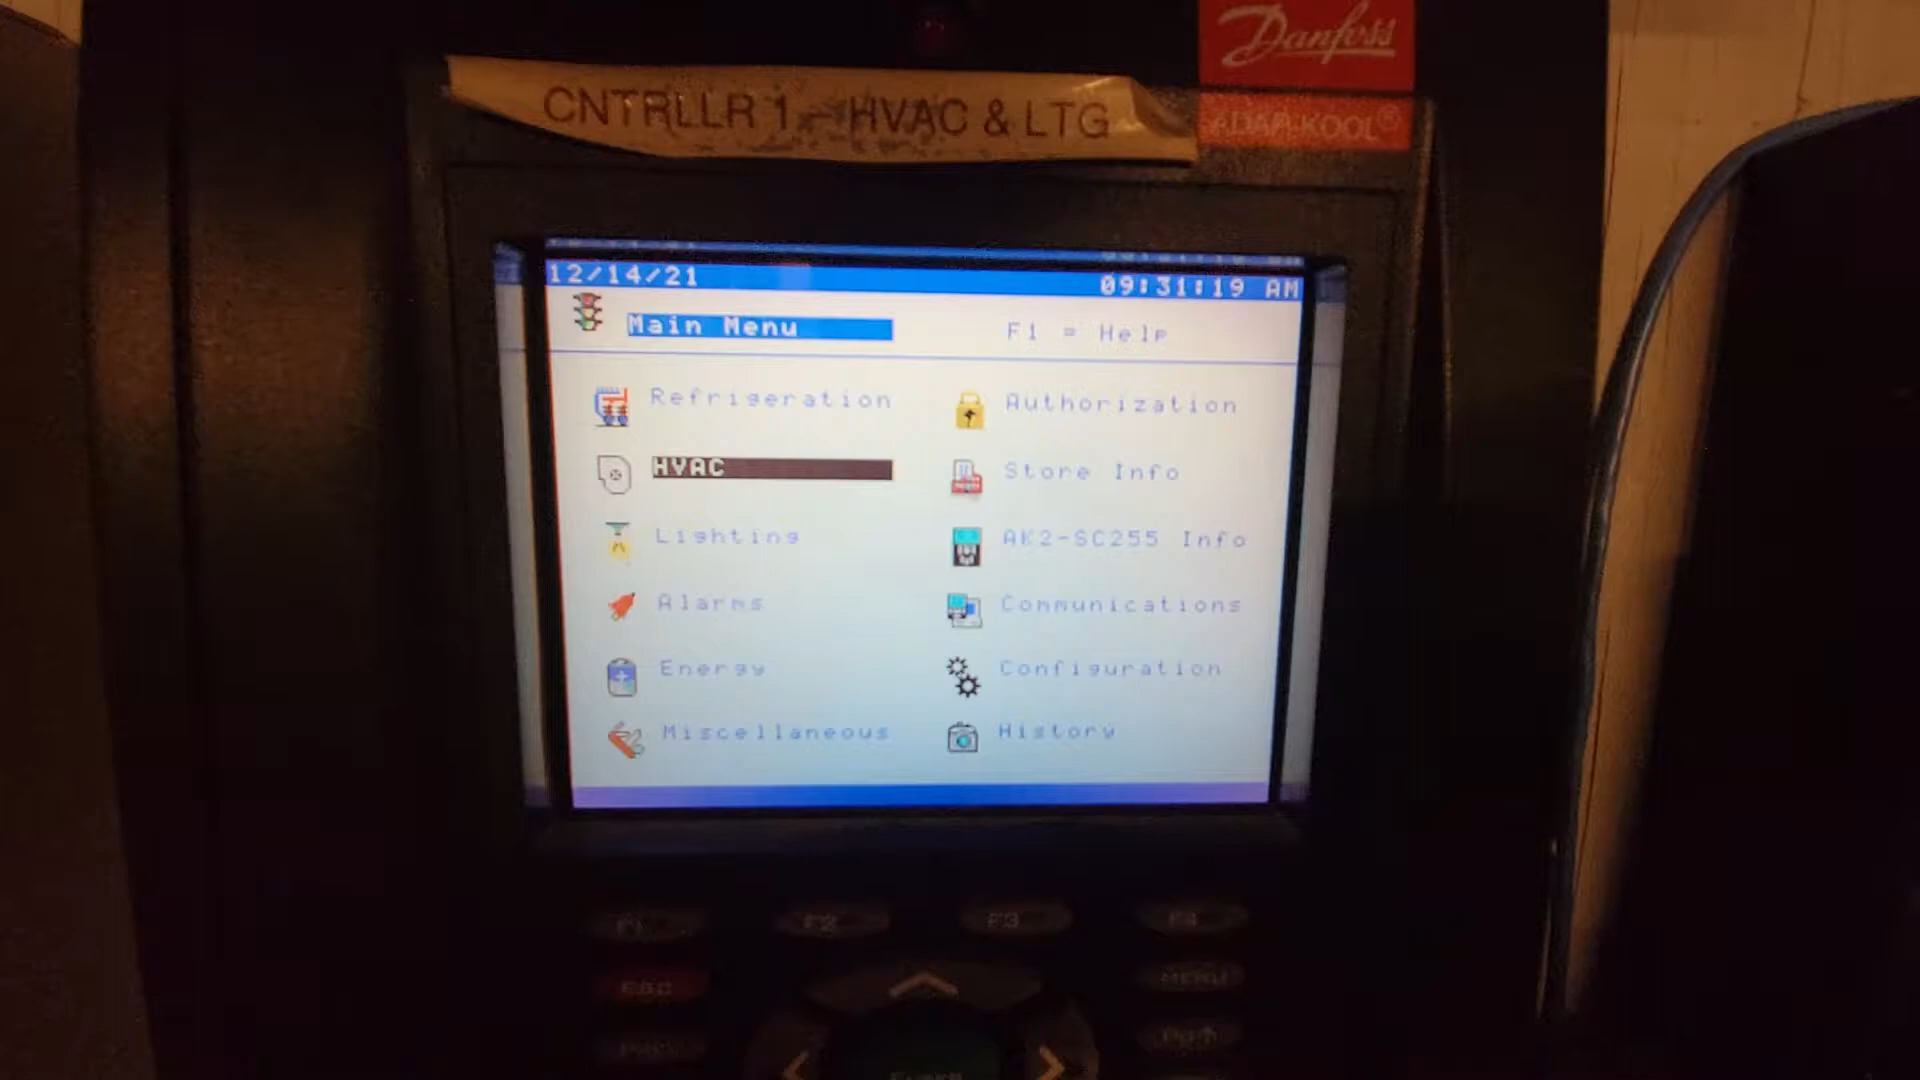 Danfoss
CNTRLLR 1 - HVAC & LTG
ADAP-KOOL®
12/14/21
09:31:19 AM
Main Menu
F1 = Help
Refrigeration
Authorization
HVAC
Store Info
Lighting
AK2-SC255 Info
Alarms
Communications
Energy
Configuration
Miscellaneous
History
F1 F2 F3 F4
ESC
MENU